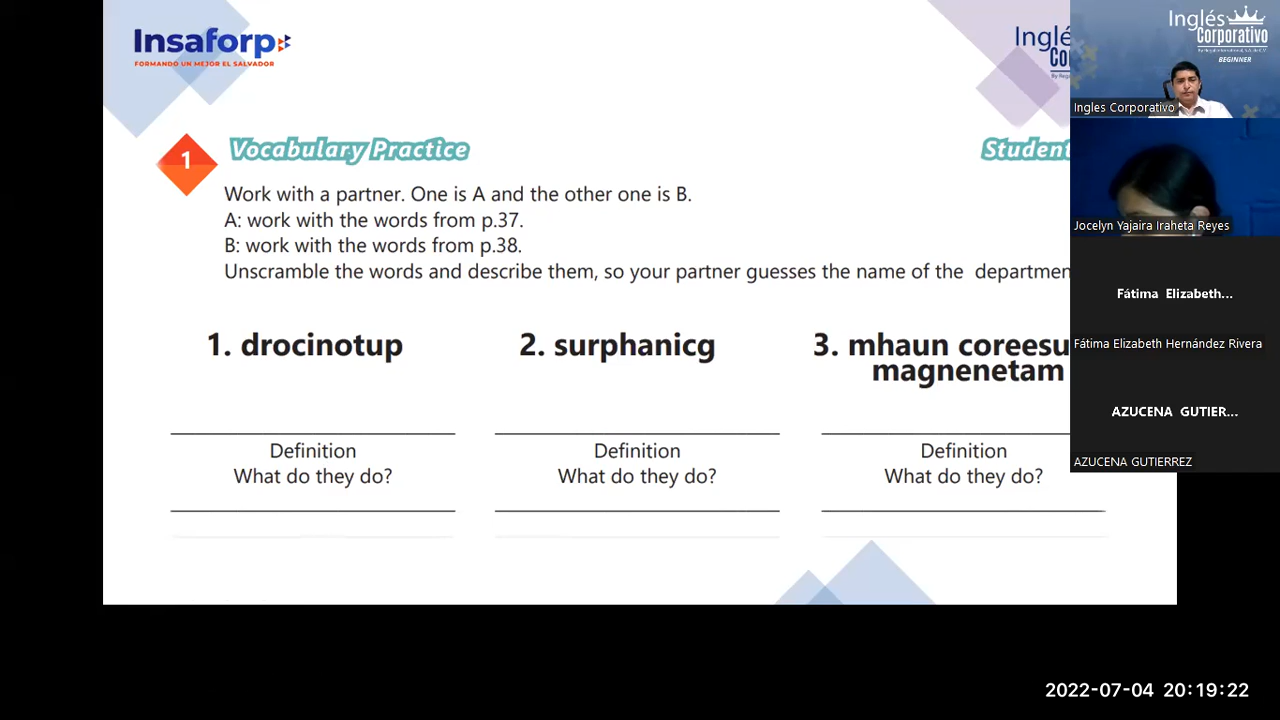 Insaforp
FORMANDO UN MEJOR EL SALVADOR
1
Vocabulary Practice
Student
Work with a partner. One is A and the other one is B.
A: work with the words from p.37.
B: work with the words from p.38.
Unscramble the words and describe them, so your partner guesses the name of the departmen
1. drocinotup
2. surphanicg
3. mhaun coreesu
magnenetam
Definition
What do they do?
Definition
What do they do?
Definition
What do they do?
Inglés
Corporativo
BEGINNER
Ingles Corporativo
Jocelyn Yajaira Iraheta Reyes
Fátima Elizabeth...
Fátima Elizabeth Hernández Rivera
AZUCENA GUTIER...
AZUCENA GUTIERREZ
2022-07-04 20:19:22